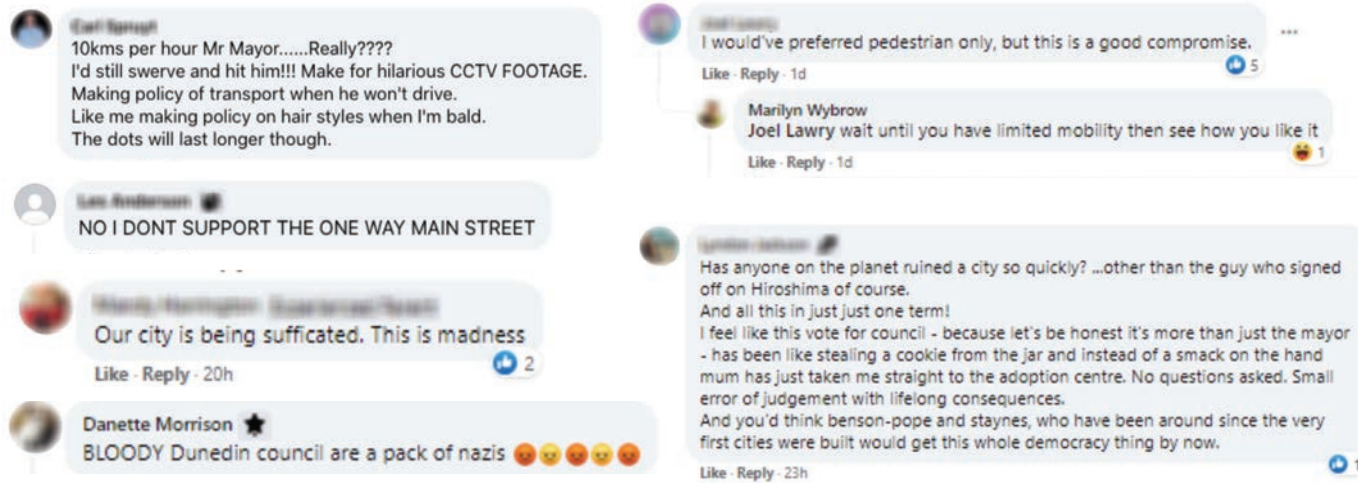 10kms per hour Mr Mayor......Really????
I'd still swerve and hit him!!! Make for hilarious CCTV FOOTAGE.
Making policy of transport when he won't drive.
Like me making policy on hair styles when I'm bald.
The dots will last longer though.
NO I DONT SUPPORT THE ONE WAY MAIN STREET
Our city is being sufficated. This is madness
2
Like · Reply · 20h
Danette Morrison
BLOODY Dunedin council are a pack of nazis 😡😠😡😠😡
I would've preferred pedestrian only, but this is a good compromise.
5
Like · Reply · 1d
Marilyn Wybrow
Joel Lawry wait until you have limited mobility then see how you like it
1
Like · Reply · 1d
Has anyone on the planet ruined a city so quickly? ...other than the guy who signed
off on Hiroshima of course.
And all this in just just one term!
I feel like this vote for council - because let's be honest it's more than just the mayor
- has been like stealing a cookie from the jar and instead of a smack on the hand
mum has just taken me straight to the adoption centre. No questions asked. Small
error of judgement with lifelong consequences.
And you'd think benson-pope and staynes, who have been around since the very
first cities were built would get this whole democracy thing by now.
Like · Reply · 23h
1